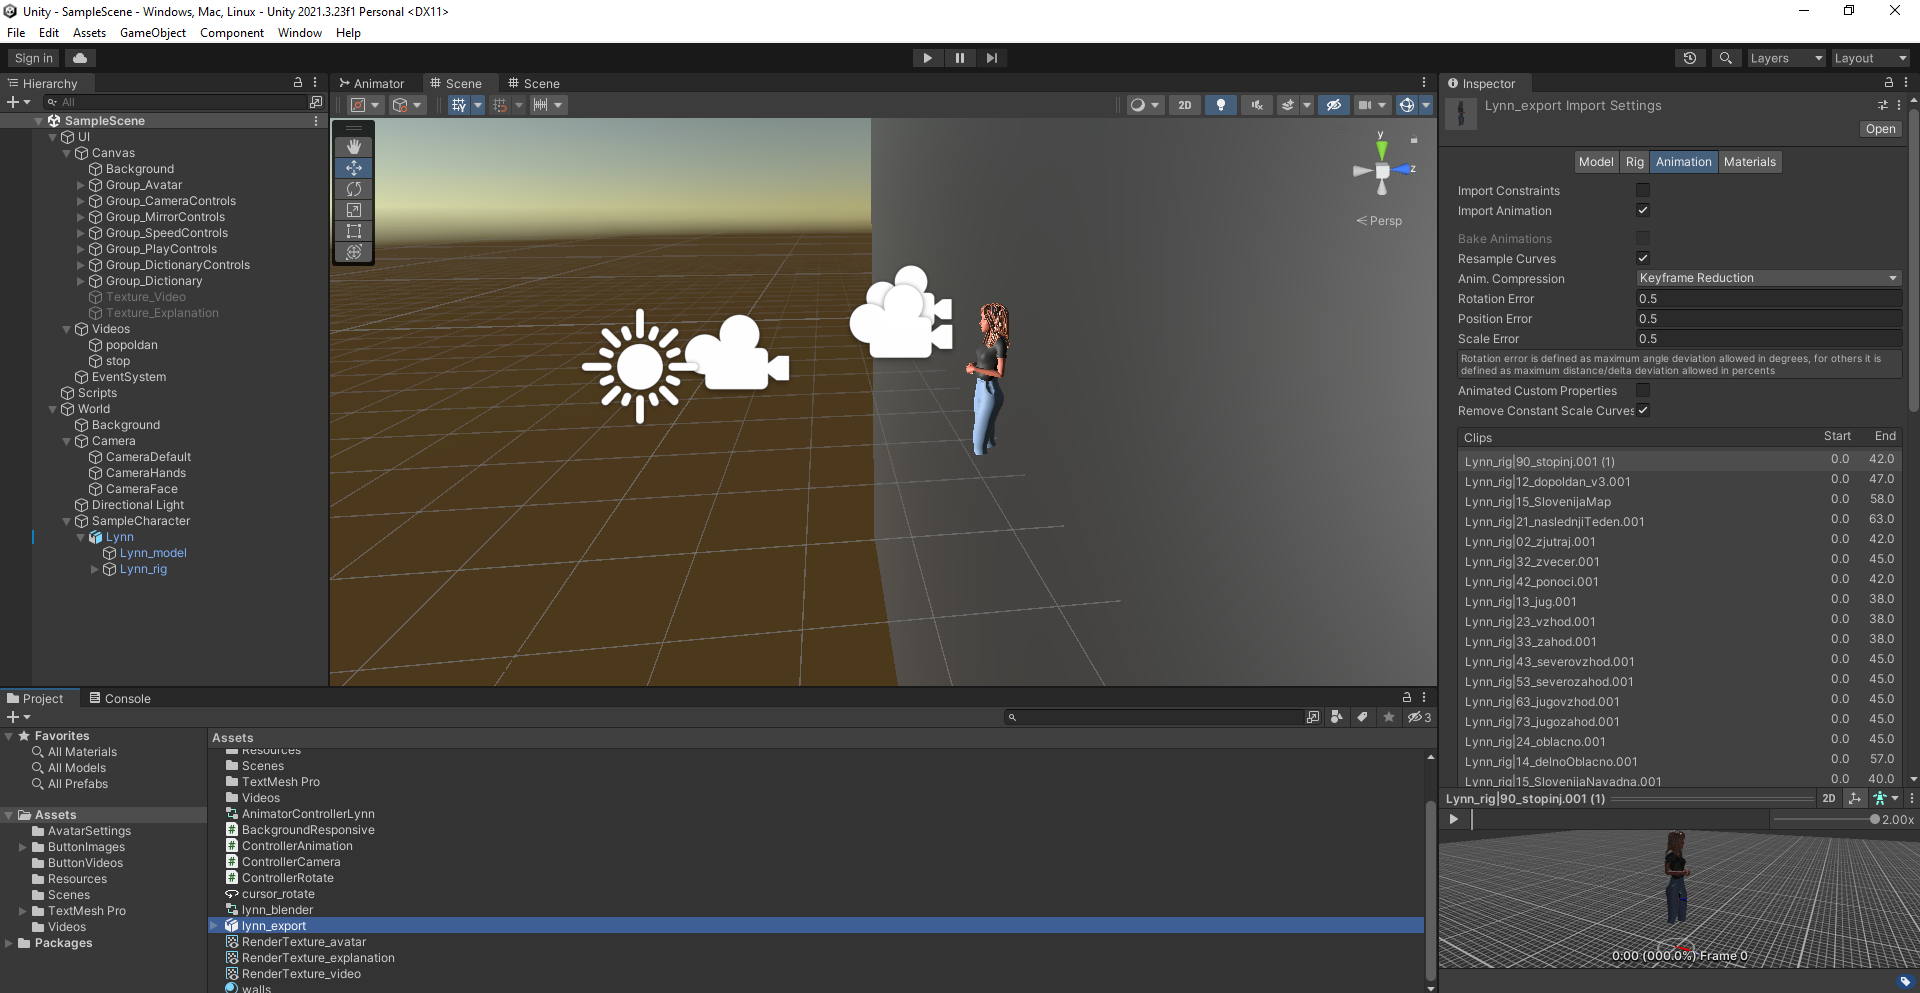 Unity - SampleScene - Windows, Mac, Linux - Unity 2021.3.23f1 Personal <DX11>
File Edit Assets GameObject Component Window Help
Sign in
Layers
Layout
Hierarchy
All
SampleScene
UI
Canvas
Background
Group_Avatar
Group_CameraControls
Group_MirrorControls
Group_SpeedControls
Group_PlayControls
Group_DictionaryControls
Group_Dictionary
Texture_Video
Texture_Explanation
Videos
popoldan
stop
EventSystem
Scripts
World
Background
Camera
CameraDefault
CameraHands
CameraFace
Directional Light
SampleCharacter
Lynn
Lynn_model
Lynn_rig
Animator
Scene
Scene
2D
y
z
Persp
Inspector
Lynn_export Import Settings
Open
Model Rig Animation Materials
Import Constraints
Import Animation
Bake Animations
Resample Curves
Anim. Compression Keyframe Reduction
Rotation Error 0.5
Position Error 0.5
Scale Error 0.5
Rotation error is defined as maximum angle deviation allowed in degrees, for others it is
defined as maximum distance/delta deviation allowed in percents
Animated Custom Properties
Remove Constant Scale Curves
Clips Start End
Lynn_rig|90_stopinj.001 (1) 0.0 42.0
Lynn_rig|12_dopoldan_v3.001 0.0 47.0
Lynn_rig|15_SlovenijaMap 0.0 58.0
Lynn_rig|21_naslednjiTeden.001 0.0 63.0
Lynn_rig|02_zjutraj.001 0.0 42.0
Lynn_rig|32_zvecer.001 0.0 45.0
Lynn_rig|42_ponoci.001 0.0 42.0
Lynn_rig|13_jug.001 0.0 38.0
Lynn_rig|23_vzhod.001 0.0 38.0
Lynn_rig|33_zahod.001 0.0 38.0
Lynn_rig|43_severovzhod.001 0.0 45.0
Lynn_rig|53_severozahod.001 0.0 45.0
Lynn_rig|63_jugovzhod.001 0.0 45.0
Lynn_rig|73_jugozahod.001 0.0 45.0
Lynn_rig|24_oblacno.001 0.0 45.0
Lynn_rig|14_delnoOblacno.001 0.0 57.0
Lynn_rig|15_SlovenijaNavadna.001 0.0 40.0
Lynn_rig|90_stopinj.001 (1) 2D
2.00x
0:00 (000.0%) Frame 0
Project
Console
3
Favorites
All Materials
All Models
All Prefabs
Assets
AvatarSettings
ButtonImages
ButtonVideos
Resources
Scenes
TextMesh Pro
Videos
Packages
Assets
Resources
Scenes
TextMesh Pro
Videos
AnimatorControllerLynn
BackgroundResponsive
ControllerAnimation
ControllerCamera
ControllerRotate
cursor_rotate
lynn_blender
lynn_export
RenderTexture_avatar
RenderTexture_explanation
RenderTexture_video
walls